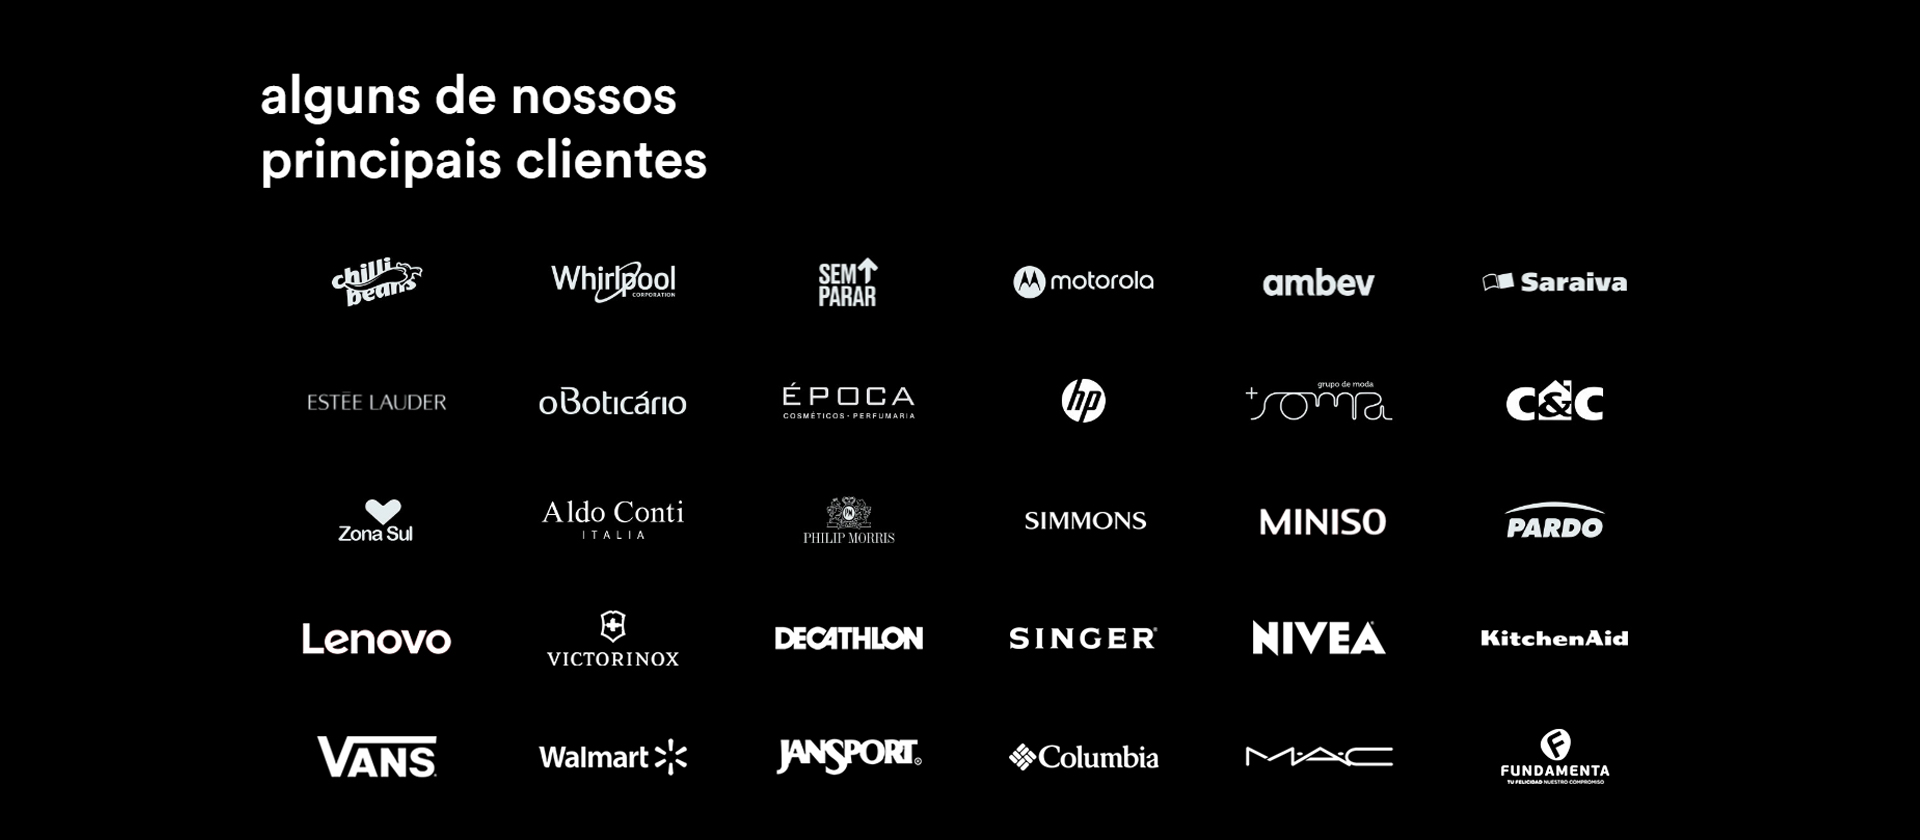 alguns de nossos
principais clientes
chilli
beans
Whirlpool
CORPORATION
SEM
PARAR
motorola
ambev
Saraiva
ESTĒE LAUDER
oBoticário
ÉPOCA
COSMÉTICOS · PERFUMARIA
hp
grupo de moda
+soma
C&C
Zona Sul
Aldo Conti
ITALIA
PM
PHILIP MORRIS
SIMMONS
MINISO
PARDO
Lenovo
VICTORINOX
DECATHLON
SINGER®
NIVEA
KitchenAid
VANS
Walmart
JANSPORT®
Columbia
M·A·C
FUNDAMENTA
TU FELICIDAD NUESTRO COMPROMISO